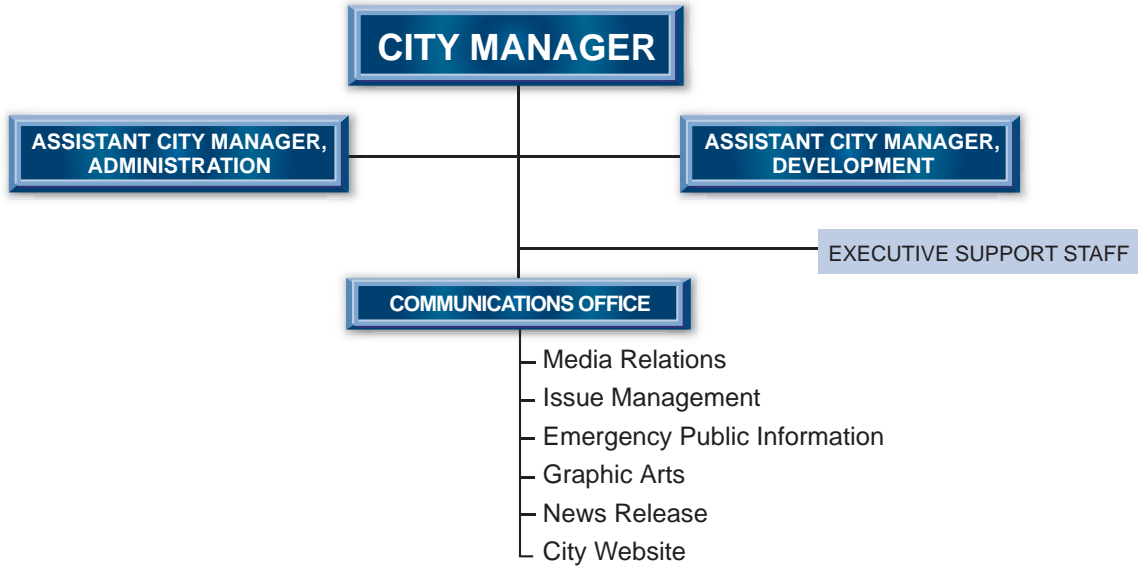 CITY MANAGER
ASSISTANT CITY MANAGER,
ADMINISTRATION
ASSISTANT CITY MANAGER,
DEVELOPMENT
EXECUTIVE SUPPORT STAFF
COMMUNICATIONS OFFICE
Media Relations
Issue Management
Emergency Public Information
Graphic Arts
News Release
City Website